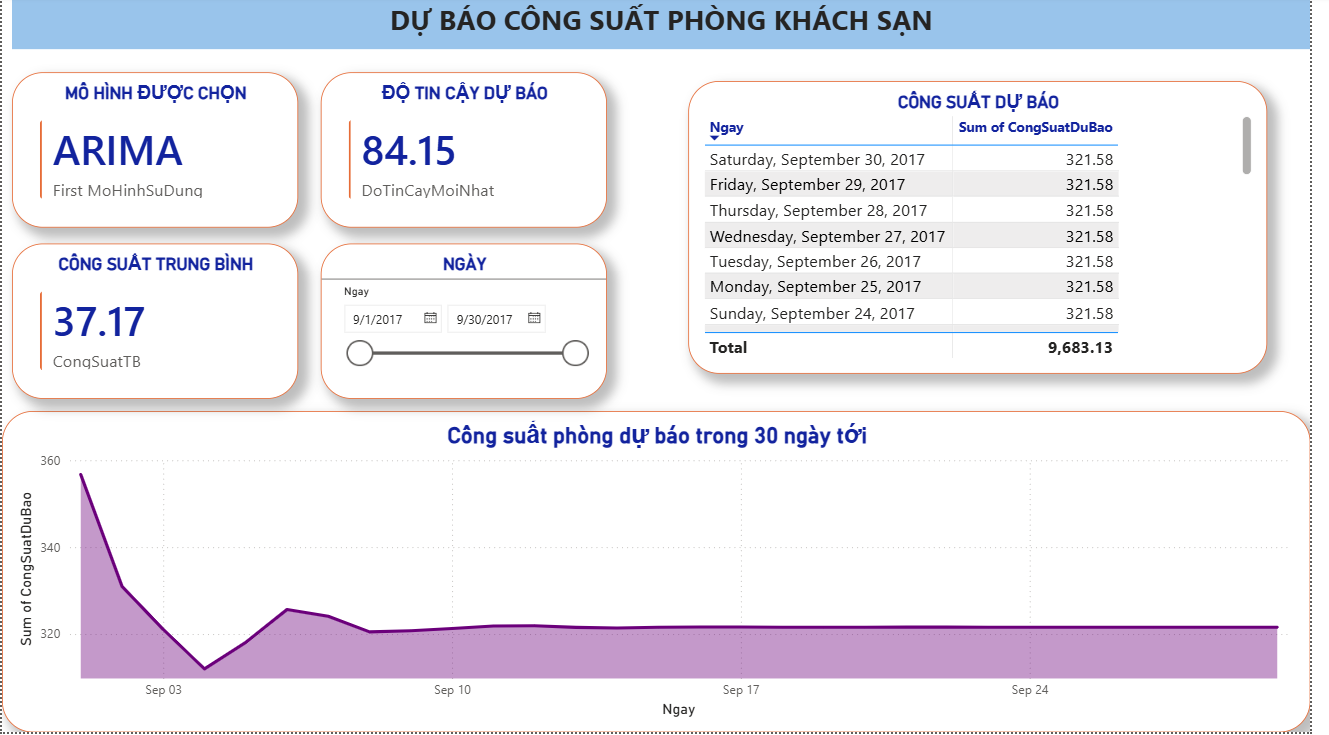 DỰ BÁO CÔNG SUẤT PHÒNG KHÁCH SẠN
MÔ HÌNH ĐƯỢC CHỌN
ARIMA
First MoHinhSuDung
ĐỘ TIN CẬY DỰ BÁO
84.15
DoTinCayMoiNhat
CÔNG SUẤT TRUNG BÌNH
37.17
CongSuatTB
NGÀY
Ngay
9/1/2017 9/30/2017
CÔNG SUẤT DỰ BÁO
Ngay Sum of CongSuatDuBao
Saturday, September 30, 2017 321.58
Friday, September 29, 2017 321.58
Thursday, September 28, 2017 321.58
Wednesday, September 27, 2017 321.58
Tuesday, September 26, 2017 321.58
Monday, September 25, 2017 321.58
Sunday, September 24, 2017 321.58
Total 9,683.13
Công suất phòng dự báo trong 30 ngày tới
Sum of CongSuatDuBao
360
340
320
Sep 03 Sep 10 Sep 17 Sep 24
Ngay